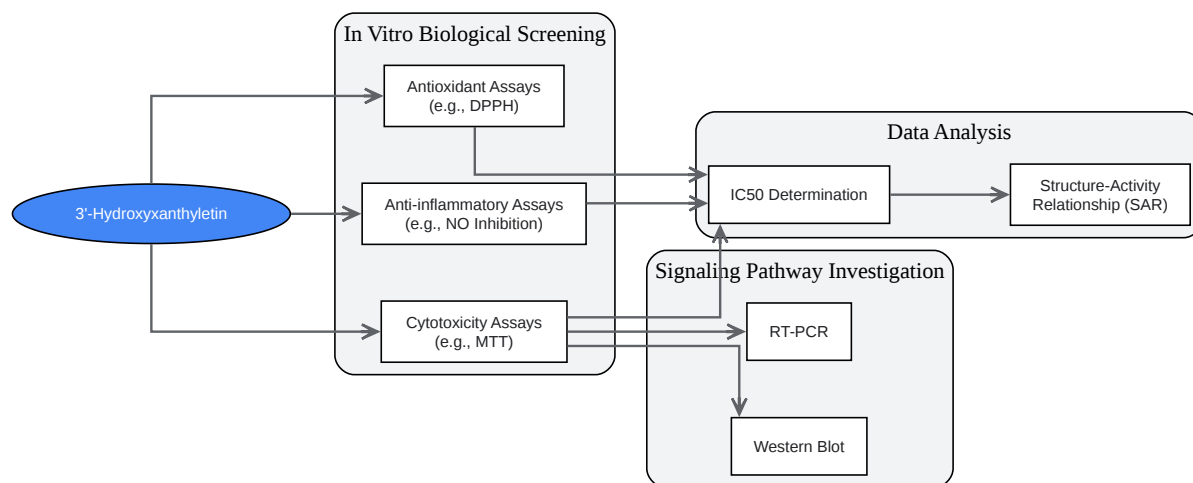 In Vitro Biological Screening
Antioxidant Assays
(e.g., DPPH)
3'-Hydroxyxanthyletin
Anti-inflammatory Assays
(e.g., NO Inhibition)
Cytotoxicity Assays
(e.g., MTT)
Data Analysis
IC50 Determination
Structure-Activity
Relationship (SAR)
Signaling Pathway Investigation
RT-PCR
Western Blot